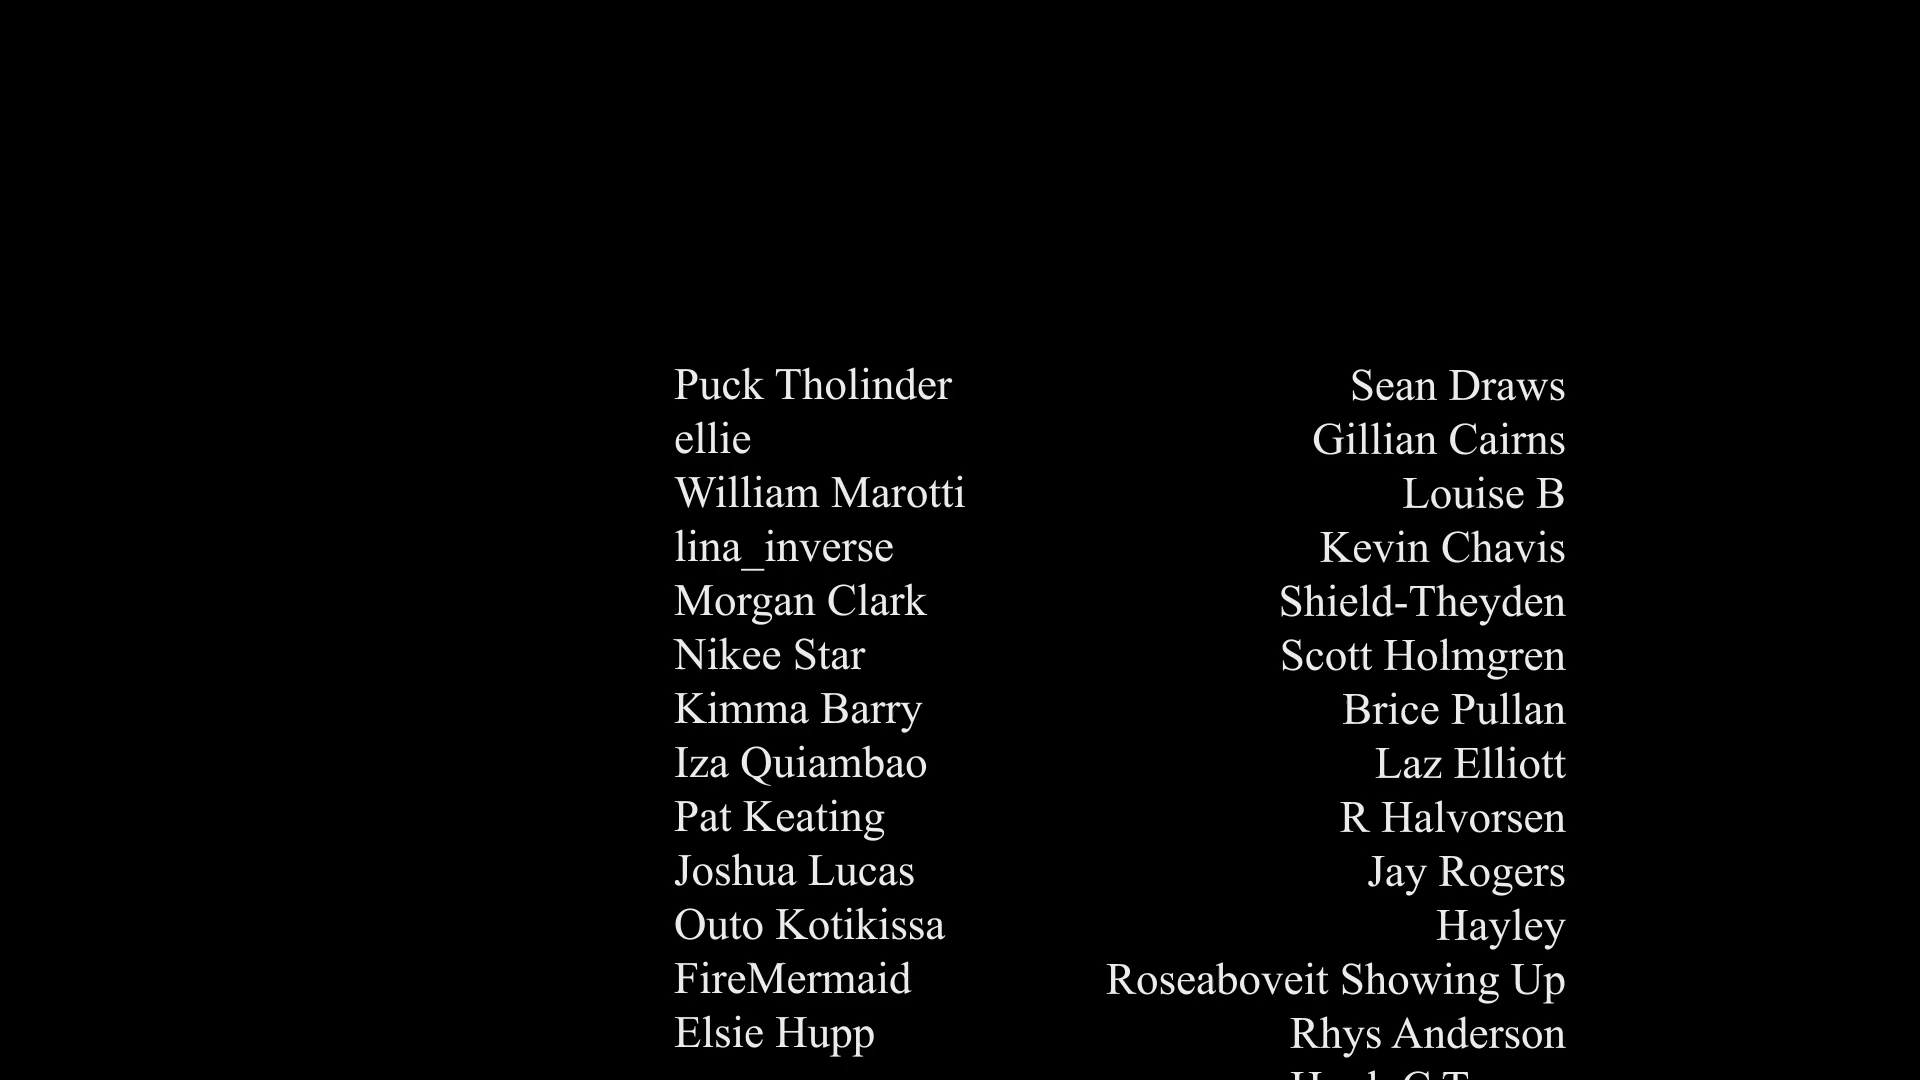 Puck Tholinder
ellie
William Marotti
lina_inverse
Morgan Clark
Nikee Star
Kimma Barry
Iza Quiambao
Pat Keating
Joshua Lucas
Outo Kotikissa
FireMermaid
Elsie Hupp
Sean Draws
Gillian Cairns
Louise B
Kevin Chavis
Shield-Theyden
Scott Holmgren
Brice Pullan
Laz Elliott
R Halvorsen
Jay Rogers
Hayley
Roseaboveit Showing Up
Rhys Anderson